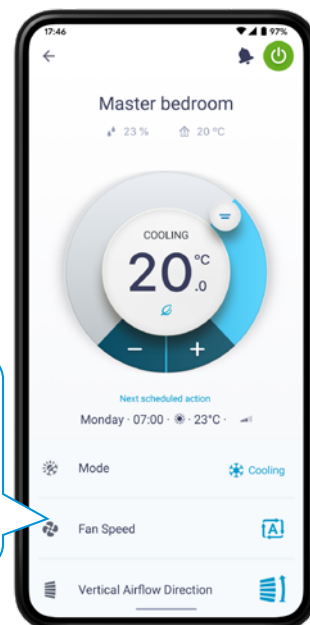 17:46 97%
Master bedroom
23 % 20 °C
COOLING
20 °C .0
− +
Next scheduled action
Monday · 07:00 · · 23°C ·
Mode Cooling
Fan Speed A
Vertical Airflow Direction